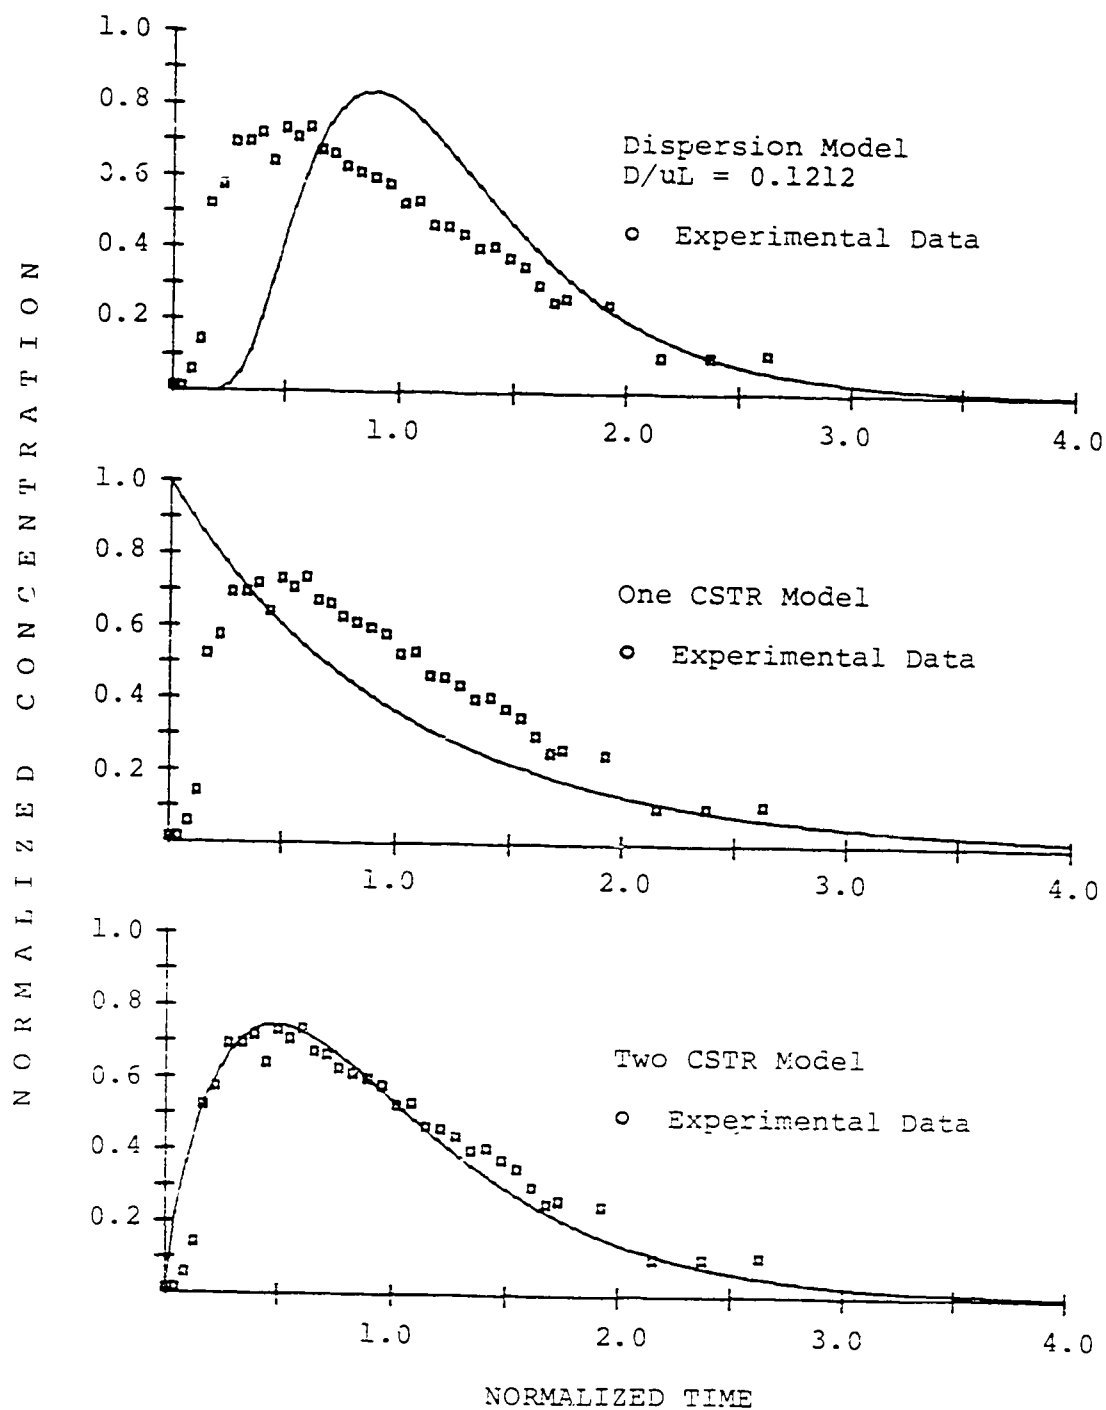 NORMALIZED CONCENTRATION
1.0
0.8
0.6
0.4
0.2
Dispersion Model
D/uL = 0.1212
Experimental Data
1.0 2.0 3.0 4.0
1.0
0.8
0.6
0.4
0.2
One CSTR Model
Experimental Data
1.0 2.0 3.0 4.0
1.0
0.8
0.6
0.4
0.2
Two CSTR Model
Experimental Data
1.0 2.0 3.0 4.0
NORMALIZED TIME